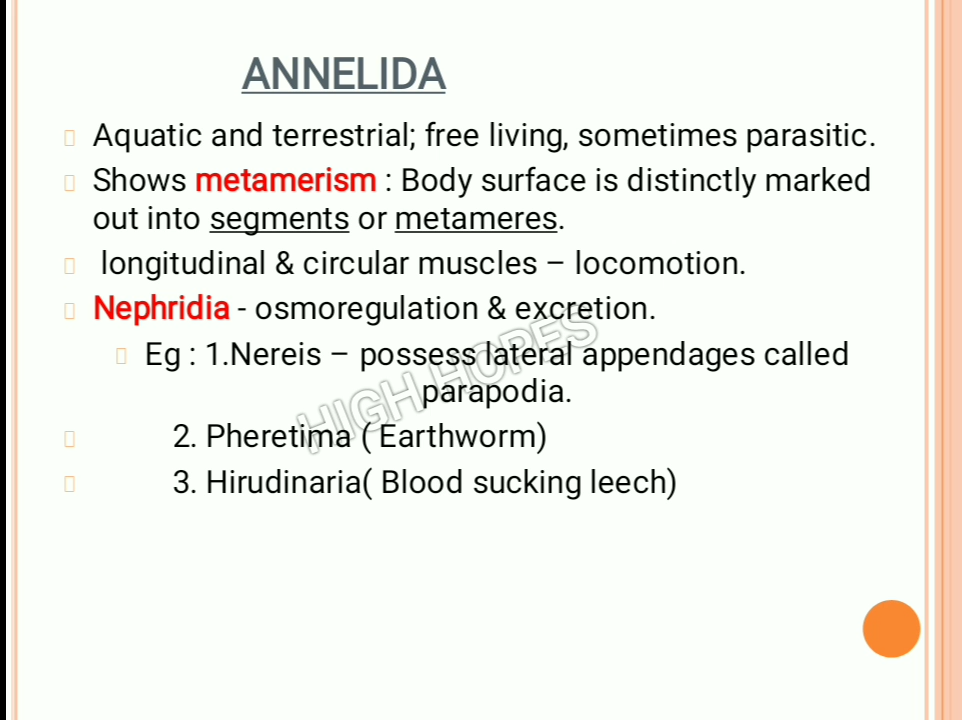 ANNELIDA
Aquatic and terrestrial; free living, sometimes parasitic.
Shows metamerism : Body surface is distinctly marked
out into segments or metameres.
longitudinal & circular muscles – locomotion.
Nephridia - osmoregulation & excretion.
Eg : 1.Nereis – possess lateral appendages called
parapodia.
2. Pheretima ( Earthworm)
3. Hirudinaria( Blood sucking leech)
HIGH HOPES